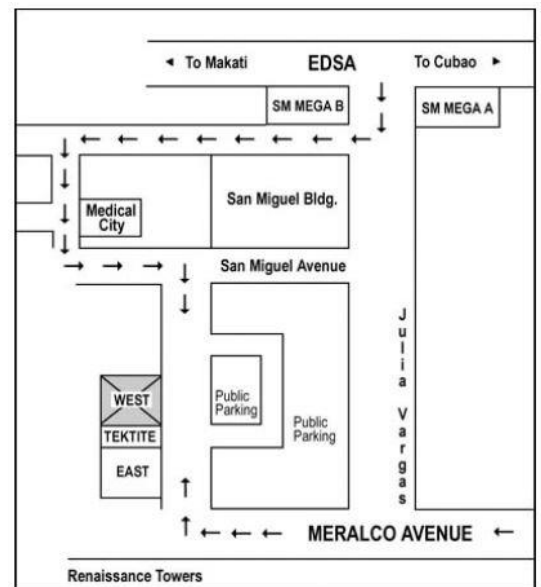 To Makati
EDSA
To Cubao
SM MEGA B
SM MEGA A
Medical
City
San Miguel Bldg.
San Miguel Avenue
Julia Vargas
WEST
TEKTITE
EAST
Public
Parking
Public
Parking
MERALCO AVENUE
Renaissance Towers